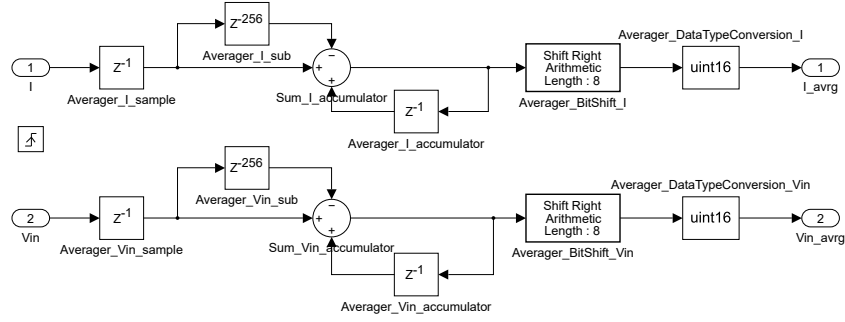 z-256
Averager_I_sub
Averager_DataTypeConversion_I
1
I
z-1
Averager_I_sample
−
+
+
Sum_I_accumulator
Shift Right
Arithmetic
Length : 8
Averager_BitShift_I
uint16
1
I_avrg
z-1
Averager_I_accumulator
z-256
Averager_Vin_sub
Averager_DataTypeConversion_Vin
2
Vin
z-1
Averager_Vin_sample
−
+
+
Sum_Vin_accumulator
Shift Right
Arithmetic
Length : 8
Averager_BitShift_Vin
uint16
2
Vin_avrg
z-1
Averager_Vin_accumulator